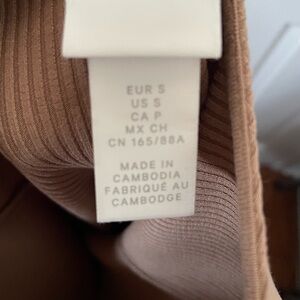 EUR S
US S
CA P
MX CH
CN 165/88A
MADE IN
CAMBODIA
FABRIQUÉ AU
CAMBODGE